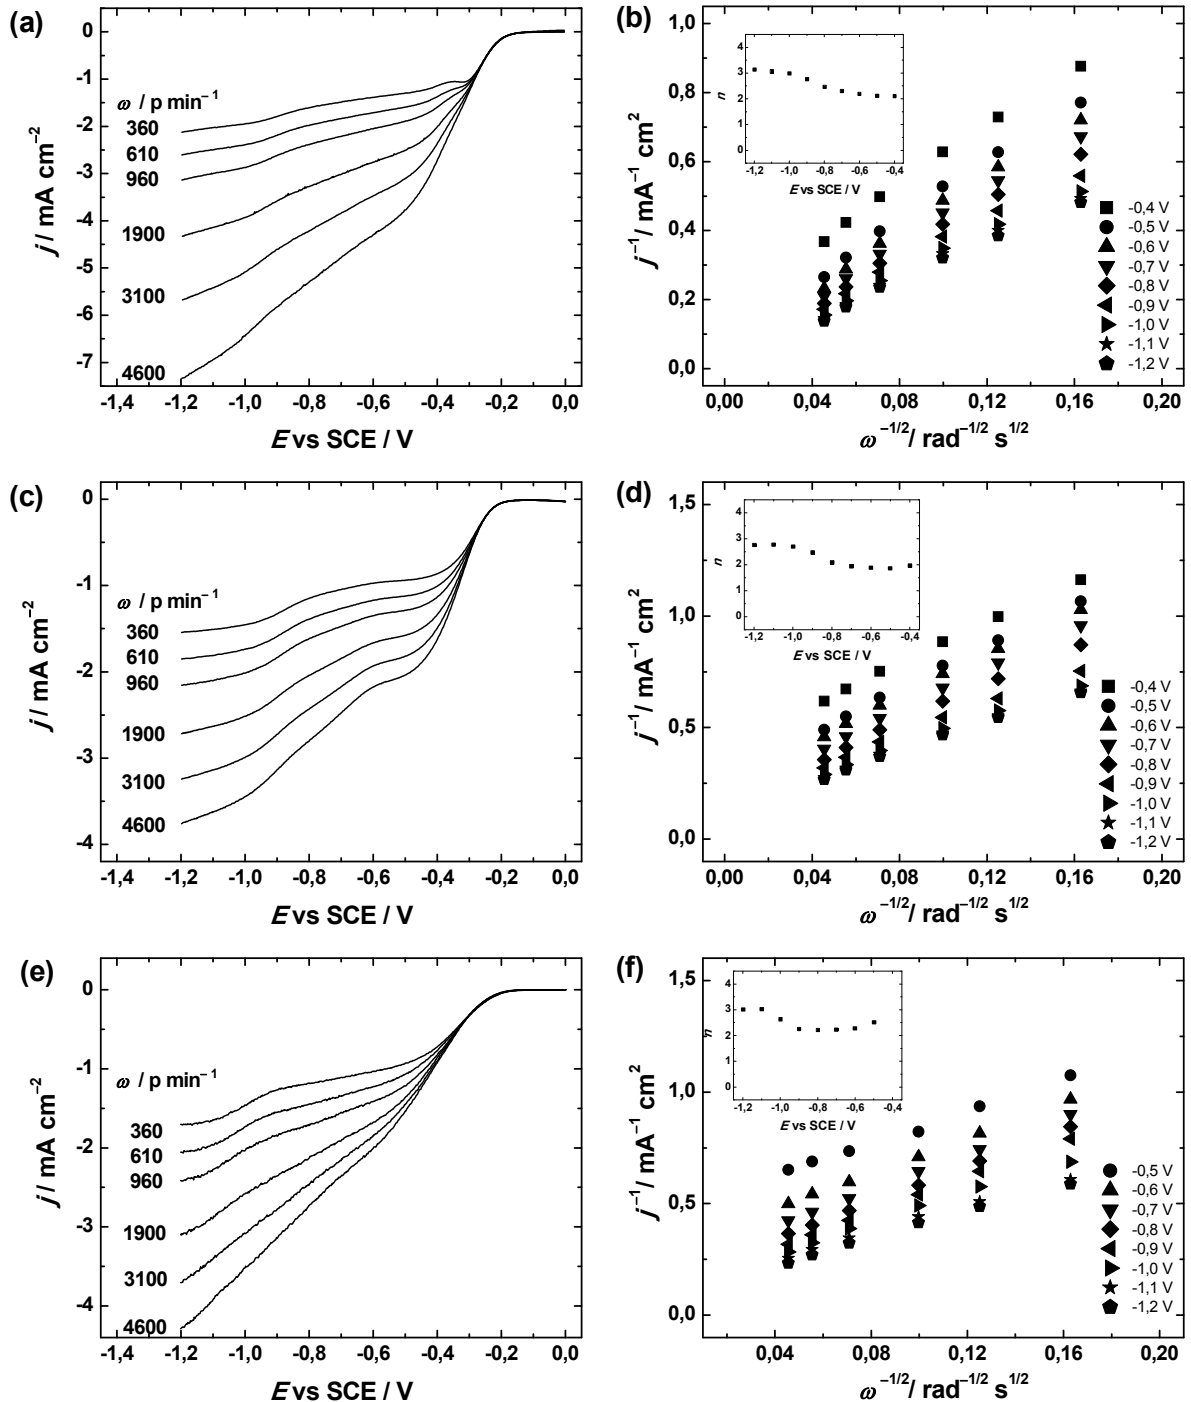 (a)
0
-1
-2
-3
-4
-5
-6
-7
j / mA cm⁻²
ω / p min⁻¹
360
610
960
1900
3100
4600
-1,4 -1,2 -1,0 -0,8 -0,6 -0,4 -0,2 0,0
E vs SCE / V
(b)
1,0
0,8
0,6
0,4
0,2
0,0
j⁻¹/ mA⁻¹ cm²
4
3
2
1
0
n
-1,2 -1,0 -0,8 -0,6 -0,4
E vs SCE / V
-0,4 V
-0,5 V
-0,6 V
-0,7 V
-0,8 V
-0,9 V
-1,0 V
-1,1 V
-1,2 V
0,00 0,04 0,08 0,12 0,16 0,20
ω⁻¹/²/ rad⁻¹/² s¹/²
(c)
0
-1
-2
-3
-4
j / mA cm⁻²
ω / p min⁻¹
360
610
960
1900
3100
4600
-1,4 -1,2 -1,0 -0,8 -0,6 -0,4 -0,2 0,0
E vs SCE / V
(d)
1,5
1,0
0,5
0,0
j⁻¹/ mA⁻¹ cm²
4
3
2
1
0
n
-1,2 -1,0 -0,8 -0,6 -0,4
E vs SCE / V
-0,4 V
-0,5 V
-0,6 V
-0,7 V
-0,8 V
-0,9 V
-1,0 V
-1,1 V
-1,2 V
0,00 0,04 0,08 0,12 0,16 0,20
ω⁻¹/²/ rad⁻¹/² s¹/²
(e)
0
-1
-2
-3
-4
j / mA cm⁻²
ω / p min⁻¹
360
610
960
1900
3100
4600
-1,4 -1,2 -1,0 -0,8 -0,6 -0,4 -0,2 0,0
E vs SCE / V
(f)
1,5
1,0
0,5
0,0
j⁻¹/ mA⁻¹ cm²
4
3
2
1
0
n
-1,2 -1,0 -0,8 -0,6 -0,4
E vs SCE / V
-0,5 V
-0,6 V
-0,7 V
-0,8 V
-0,9 V
-1,0 V
-1,1 V
-1,2 V
0,04 0,08 0,12 0,16 0,20
ω⁻¹/²/ rad⁻¹/² s¹/²